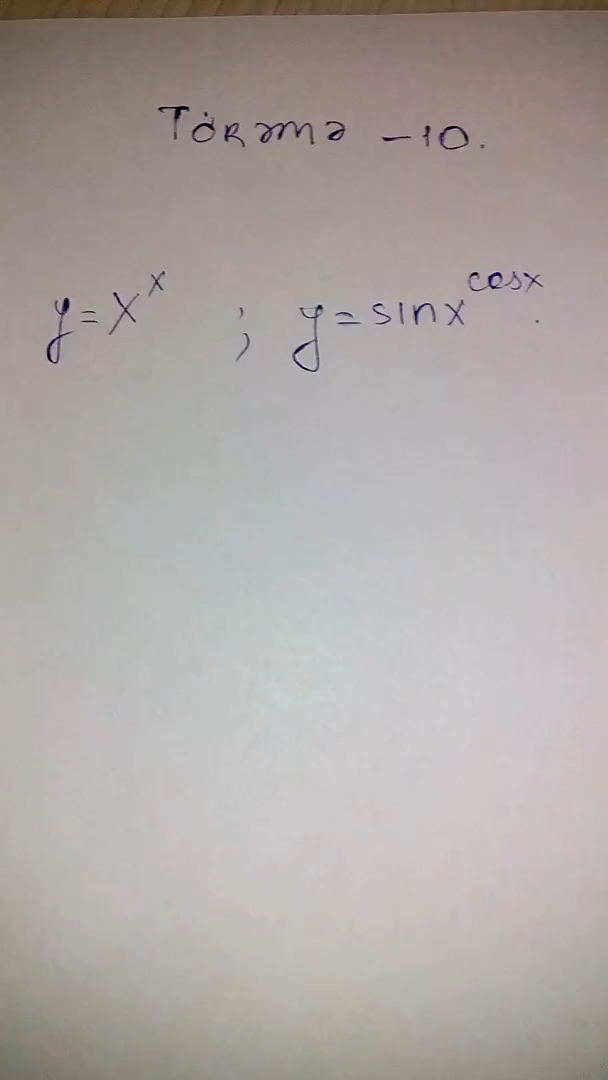 Törəmə -10.
y=x^x ; y=sinx^cosx.